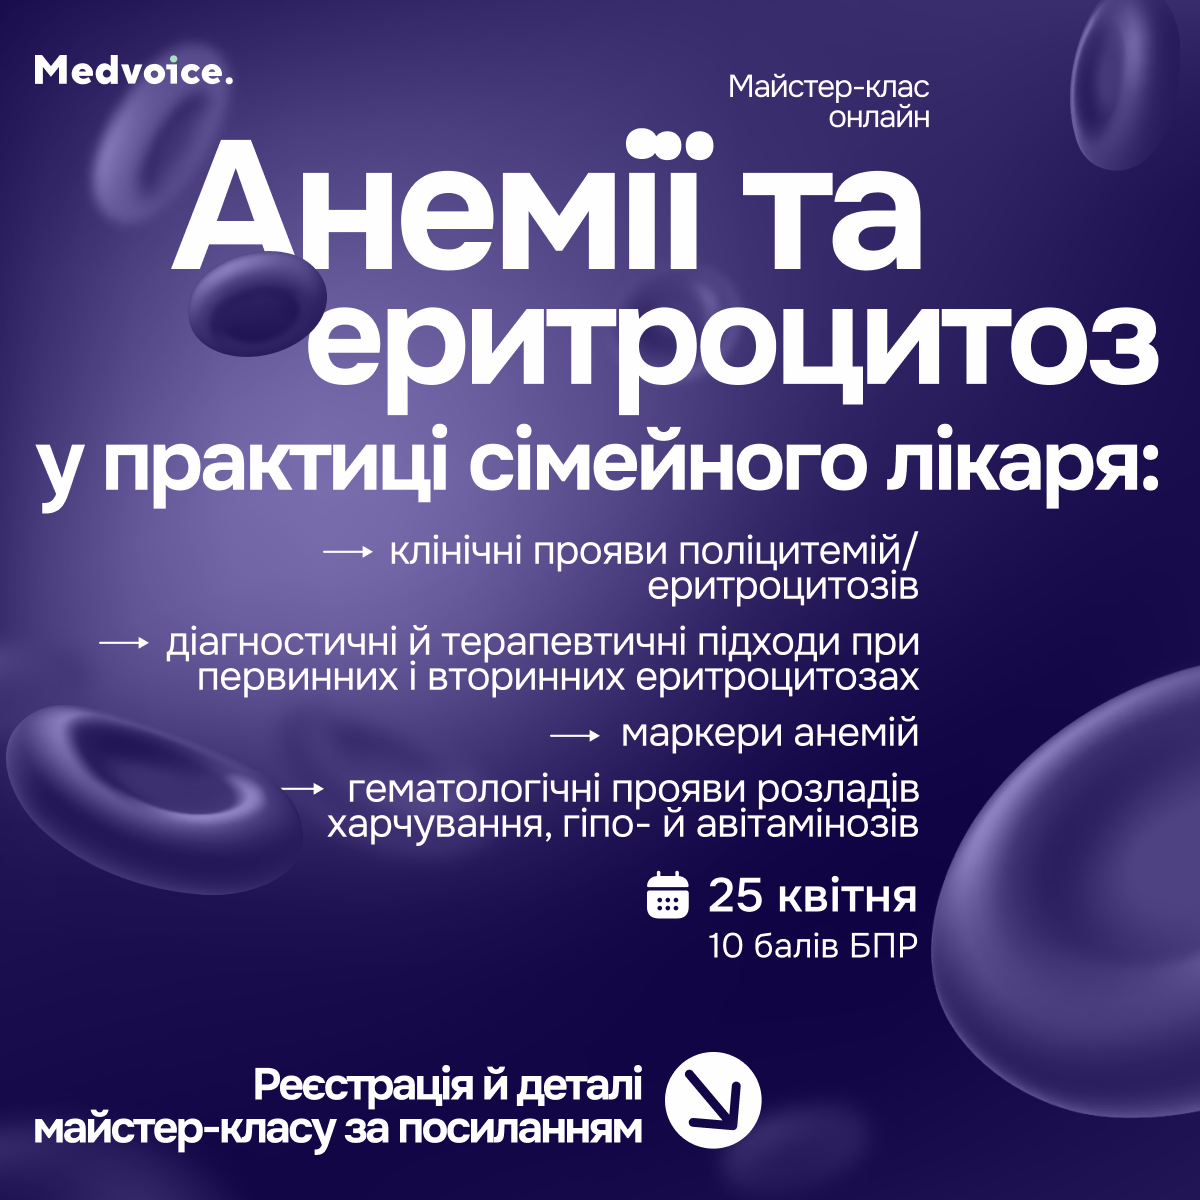 Medvoice.
Майстер-клас
онлайн
Анемії та
еритроцитоз
у практиці сімейного лікаря:
клінічні прояви поліцитемій/
еритроцитозів
діагностичні й терапевтичні підходи при
первинних і вторинних еритроцитозах
маркери анемій
гематологічні прояви розладів
харчування, гіпо- й авітамінозів
25 квітня
10 балів БПР
Реєстрація й деталі
майстер-класу за посиланням